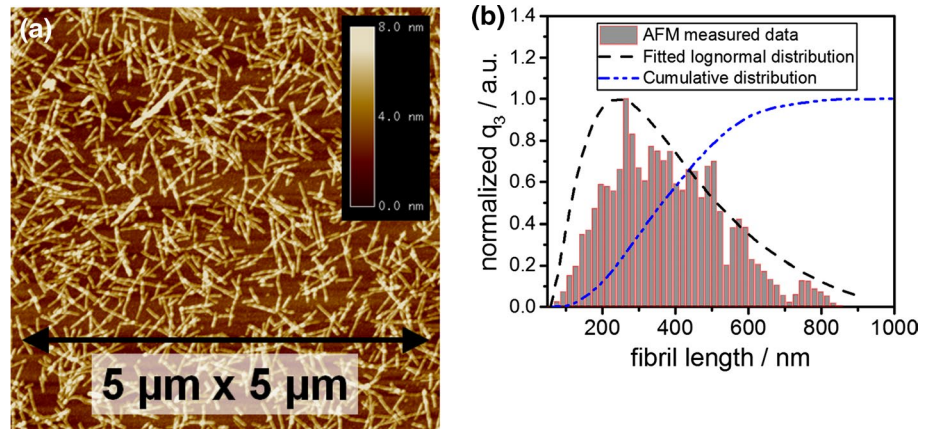 (a)
8.0 nm
4.0 nm
0.0 nm
5 µm x 5 µm
(b)
1.4
1.2
1.0
0.8
0.6
0.4
0.2
0.0
normalized q3 / a.u.
AFM measured data
Fitted lognormal distribution
Cumulative distribution
200 400 600 800 1000
fibril length / nm